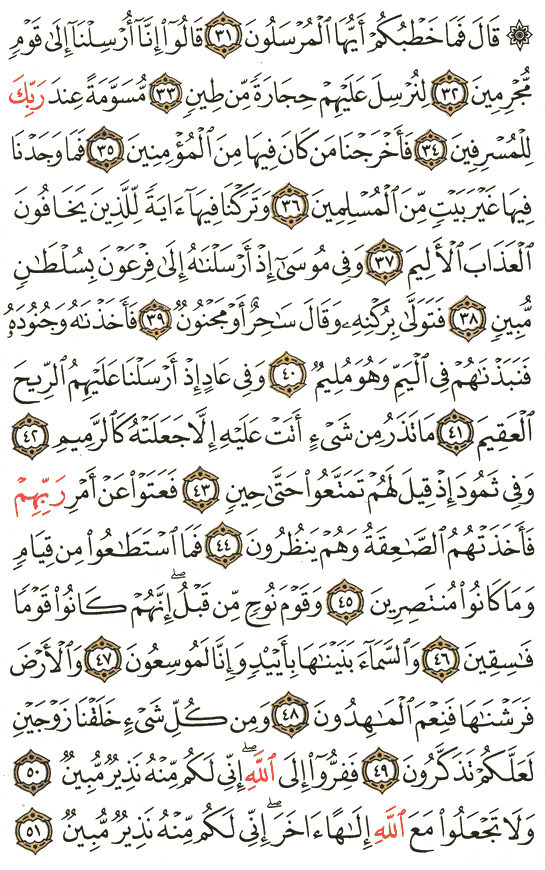 ۞ قَالَ فَمَا خَطْبُكُمْ أَيُّهَا ٱلْمُرْسَلُونَ ٣١ قَالُوٓا۟ إِنَّآ أُرْسِلْنَآ إِلَىٰ قَوْمٍ
مُّجْرِمِينَ ٣٢ لِنُرْسِلَ عَلَيْهِمْ حِجَارَةً مِّن طِينٍ ٣٣ مُّسَوَّمَةً عِندَ رَبِّكَ
لِلْمُسْرِفِينَ ٣٤ فَأَخْرَجْنَا مَن كَانَ فِيهَا مِنَ ٱلْمُؤْمِنِينَ ٣٥ فَمَا وَجَدْنَا
فِيهَا غَيْرَ بَيْتٍ مِّنَ ٱلْمُسْلِمِينَ ٣٦ وَتَرَكْنَا فِيهَآ ءَايَةً لِّلَّذِينَ يَخَافُونَ
ٱلْعَذَابَ ٱلْأَلِيمَ ٣٧ وَفِى مُوسَىٰٓ إِذْ أَرْسَلْنَٰهُ إِلَىٰ فِرْعَوْنَ بِسُلْطَٰنٍ
مُّبِينٍ ٣٨ فَتَوَلَّىٰ بِرُكْنِهِۦ وَقَالَ سَٰحِرٌ أَوْ مَجْنُونٌ ٣٩ فَأَخَذْنَٰهُ وَجُنُودَهُۥ
فَنَبَذْنَٰهُمْ فِى ٱلْيَمِّ وَهُوَ مُلِيمٌ ٤٠ وَفِى عَادٍ إِذْ أَرْسَلْنَا عَلَيْهِمُ ٱلرِّيحَ
ٱلْعَقِيمَ ٤١ مَا تَذَرُ مِن شَىْءٍ أَتَتْ عَلَيْهِ إِلَّا جَعَلَتْهُ كَٱلرَّمِيمِ ٤٢
وَفِى ثَمُودَ إِذْ قِيلَ لَهُمْ تَمَتَّعُوا۟ حَتَّىٰ حِينٍ ٤٣ فَعَتَوْا۟ عَنْ أَمْرِ رَبِّهِمْ
فَأَخَذَتْهُمُ ٱلصَّٰعِقَةُ وَهُمْ يَنظُرُونَ ٤٤ فَمَا ٱسْتَطَٰعُوا۟ مِن قِيَامٍ
وَمَا كَانُوا۟ مُنتَصِرِينَ ٤٥ وَقَوْمَ نُوحٍ مِّن قَبْلُ ۖ إِنَّهُمْ كَانُوا۟ قَوْمًا
فَٰسِقِينَ ٤٦ وَٱلسَّمَآءَ بَنَيْنَٰهَا بِأَيْي۟دٍ وَإِنَّا لَمُوسِعُونَ ٤٧ وَٱلْأَرْضَ
فَرَشْنَٰهَا فَنِعْمَ ٱلْمَٰهِدُونَ ٤٨ وَمِن كُلِّ شَىْءٍ خَلَقْنَا زَوْجَيْنِ
لَعَلَّكُمْ تَذَكَّرُونَ ٤٩ فَفِرُّوٓا۟ إِلَى ٱللَّهِ ۖ إِنِّى لَكُم مِّنْهُ نَذِيرٌ مُّبِينٌ ٥٠
وَلَا تَجْعَلُوا۟ مَعَ ٱللَّهِ إِلَٰهًا ءَاخَرَ ۖ إِنِّى لَكُم مِّنْهُ نَذِيرٌ مُّبِينٌ ٥١